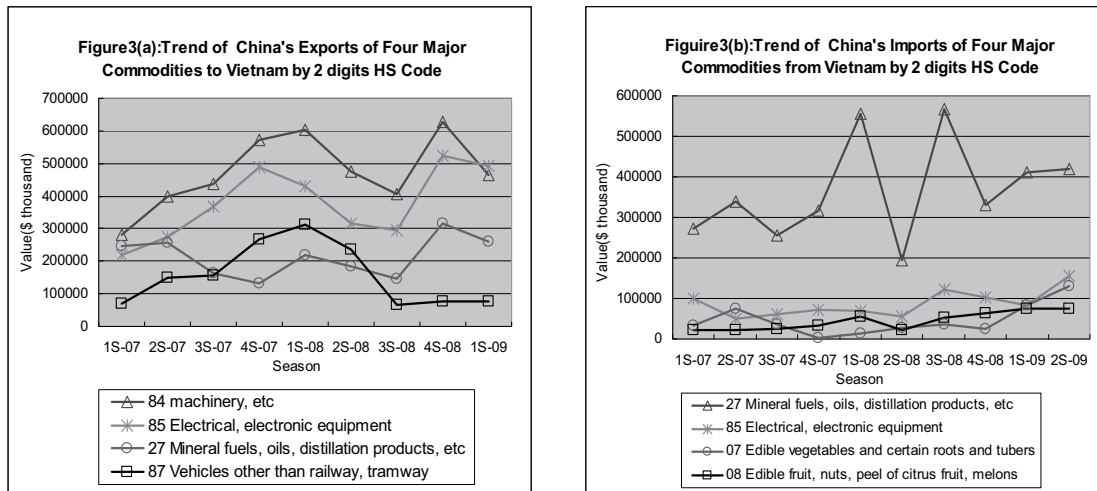 Figure3(a):Trend of China's Exports of Four Major
Commodities to Vietnam by 2 digits HS Code
700000
600000
500000
400000
300000
200000
100000
0
Value($ thousand)
1S-07 2S-07 3S-07 4S-07 1S-08 2S-08 3S-08 4S-08 1S-09
Season
84 machinery, etc
85 Electrical, electronic equipment
27 Mineral fuels, oils, distillation products, etc
87 Vehicles other than railway, tramway
Figuire3(b):Trend of China's Imports of Four Major
Commodities from Vietnam by 2 digits HS Code
600000
500000
400000
300000
200000
100000
0
Value($ thousand)
1S-07 2S-07 3S-07 4S-07 1S-08 2S-08 3S-08 4S-08 1S-09 2S-09
Season
27 Mineral fuels, oils, distillation products, etc
85 Electrical, electronic equipment
07 Edible vegetables and certain roots and tubers
08 Edible fruit, nuts, peel of citrus fruit, melons